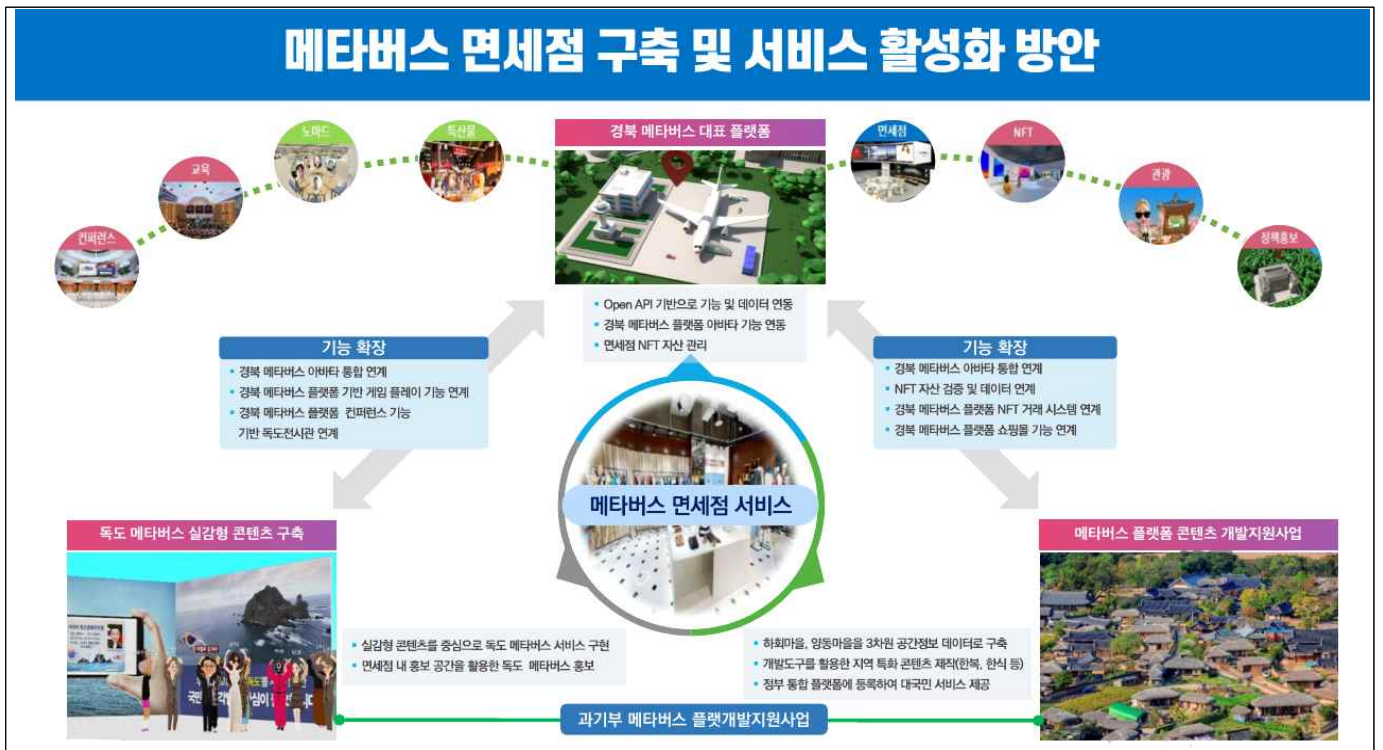 메타버스 면세점 구축 및 서비스 활성화 방안
컨퍼런스
교육
노마드
특산물
경북 메타버스 대표 플랫폼
면세점
NFT
관광
정책홍보
▪ Open API 기반으로 기능 및 데이터 연동
▪ 경북 메타버스 플랫폼 아바타 기능 연동
▪ 면세점 NFT 자산 관리
기능 확장
▪ 경북 메타버스 아바타 통합 연계
▪ 경북 메타버스 플랫폼 기반 게임 플레이 기능 연계
▪ 경북 메타버스 플랫폼 컨퍼런스 기능
기반 독도전시관 연계
기능 확장
▪ 경북 메타버스 아바타 통합 연계
▪ NFT 자산 검증 및 데이터 연계
▪ 경북 메타버스 플랫폼 NFT 거래 시스템 연계
▪ 경북 메타버스 플랫폼 쇼핑몰 기능 연계
메타버스 면세점 서비스
독도 메타버스 실감형 콘텐츠 구축
메타버스 플랫폼 콘텐츠 개발지원사업
▪ 실감형 콘텐츠를 중심으로 독도 메타버스 서비스 구현
▪ 면세점 내 홍보 공간을 활용한 독도 메타버스 홍보
▪ 하회마을, 양동마을을 3차원 공간정보 데이터로 구축
▪ 개발도구를 활용한 지역 특화 콘텐츠 제작(한복, 한식 등)
▪ 정부 통합 플랫폼에 등록하여 대국민 서비스 제공
과기부 메타버스 플랫개발지원사업